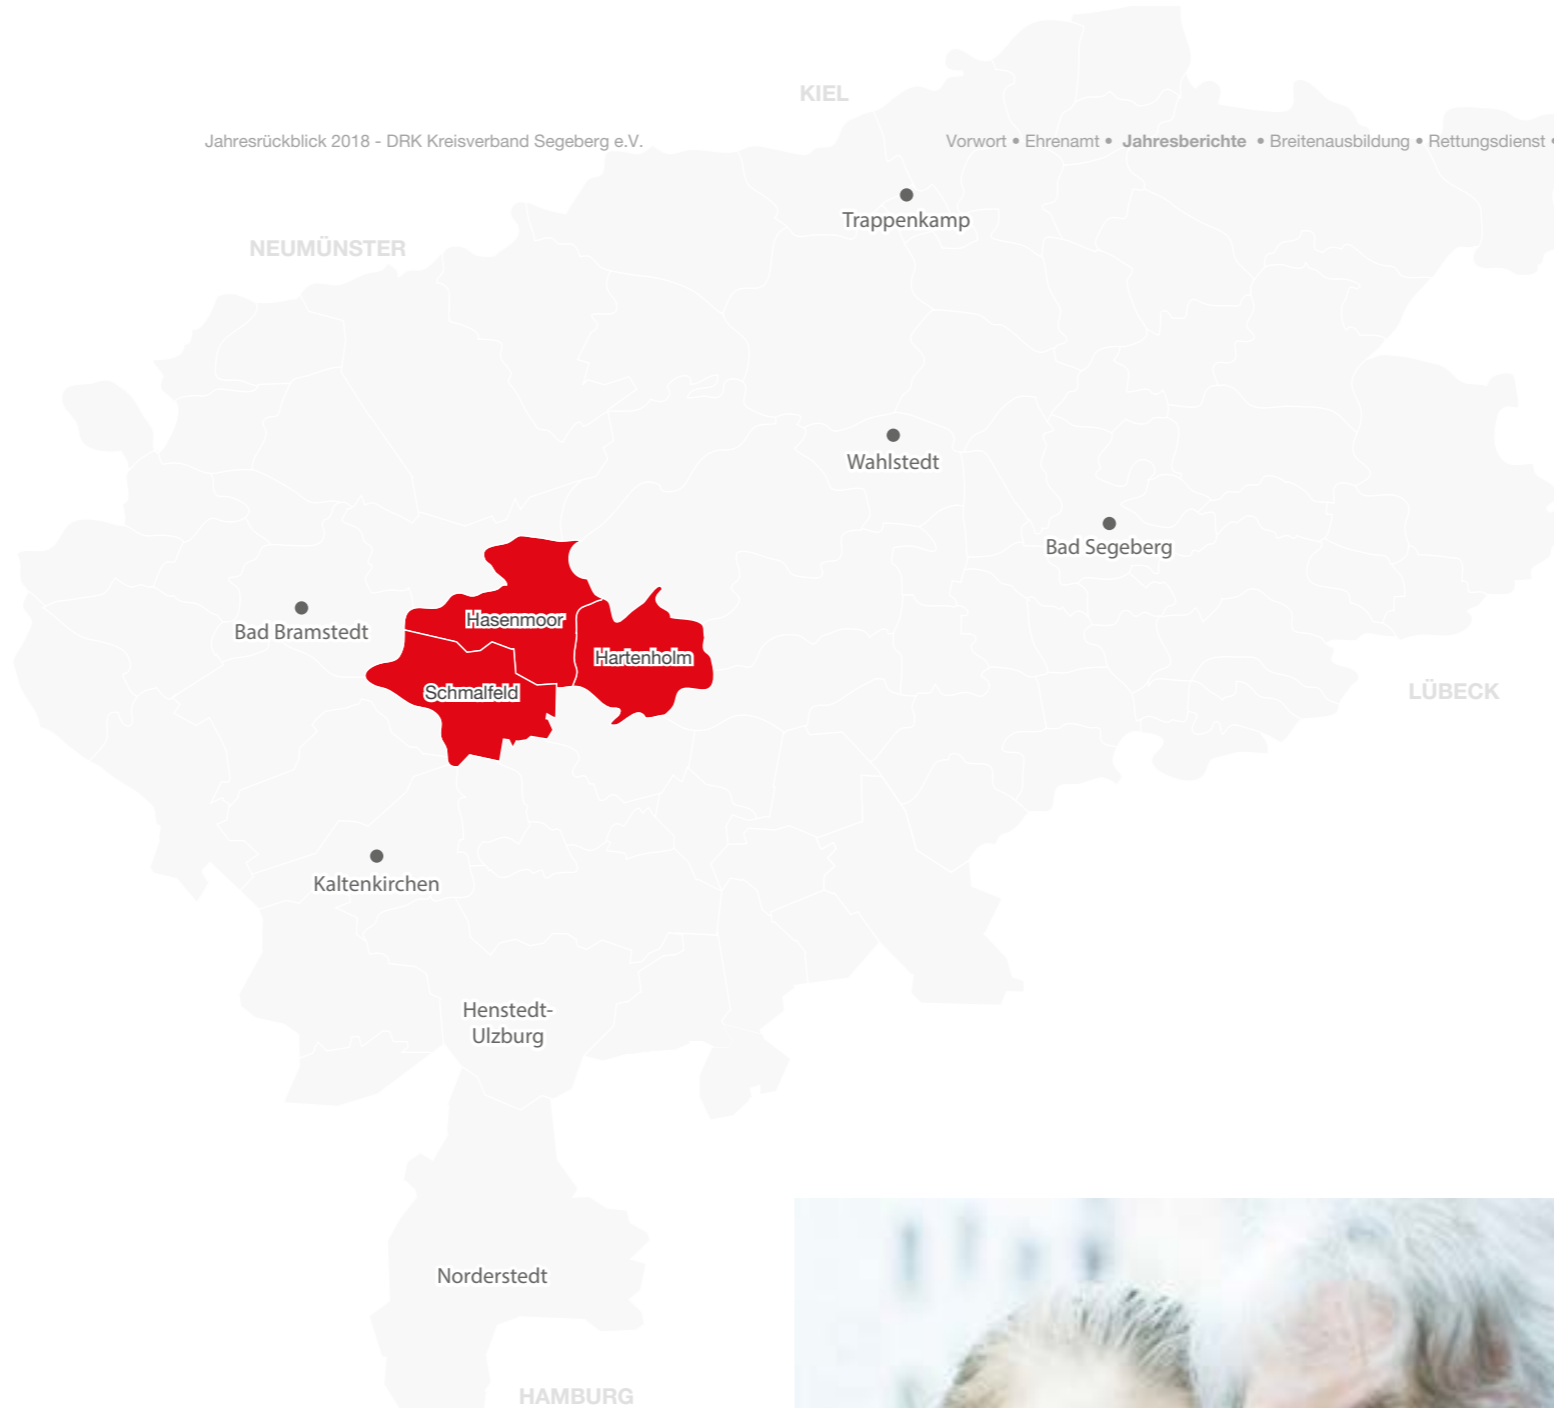 KIEL
Jahresrückblick 2018 - DRK Kreisverband Segeberg e.V.
Vorwort • Ehrenamt • Jahresberichte • Breitenausbildung • Rettungsdienst •
Trappenkamp
NEUMÜNSTER
Wahlstedt
Bad Segeberg
Hasenmoor
Bad Bramstedt
Hartenholm
Schmalfeld
LÜBECK
Kaltenkirchen
Henstedt-
Ulzburg
Norderstedt
HAMBURG